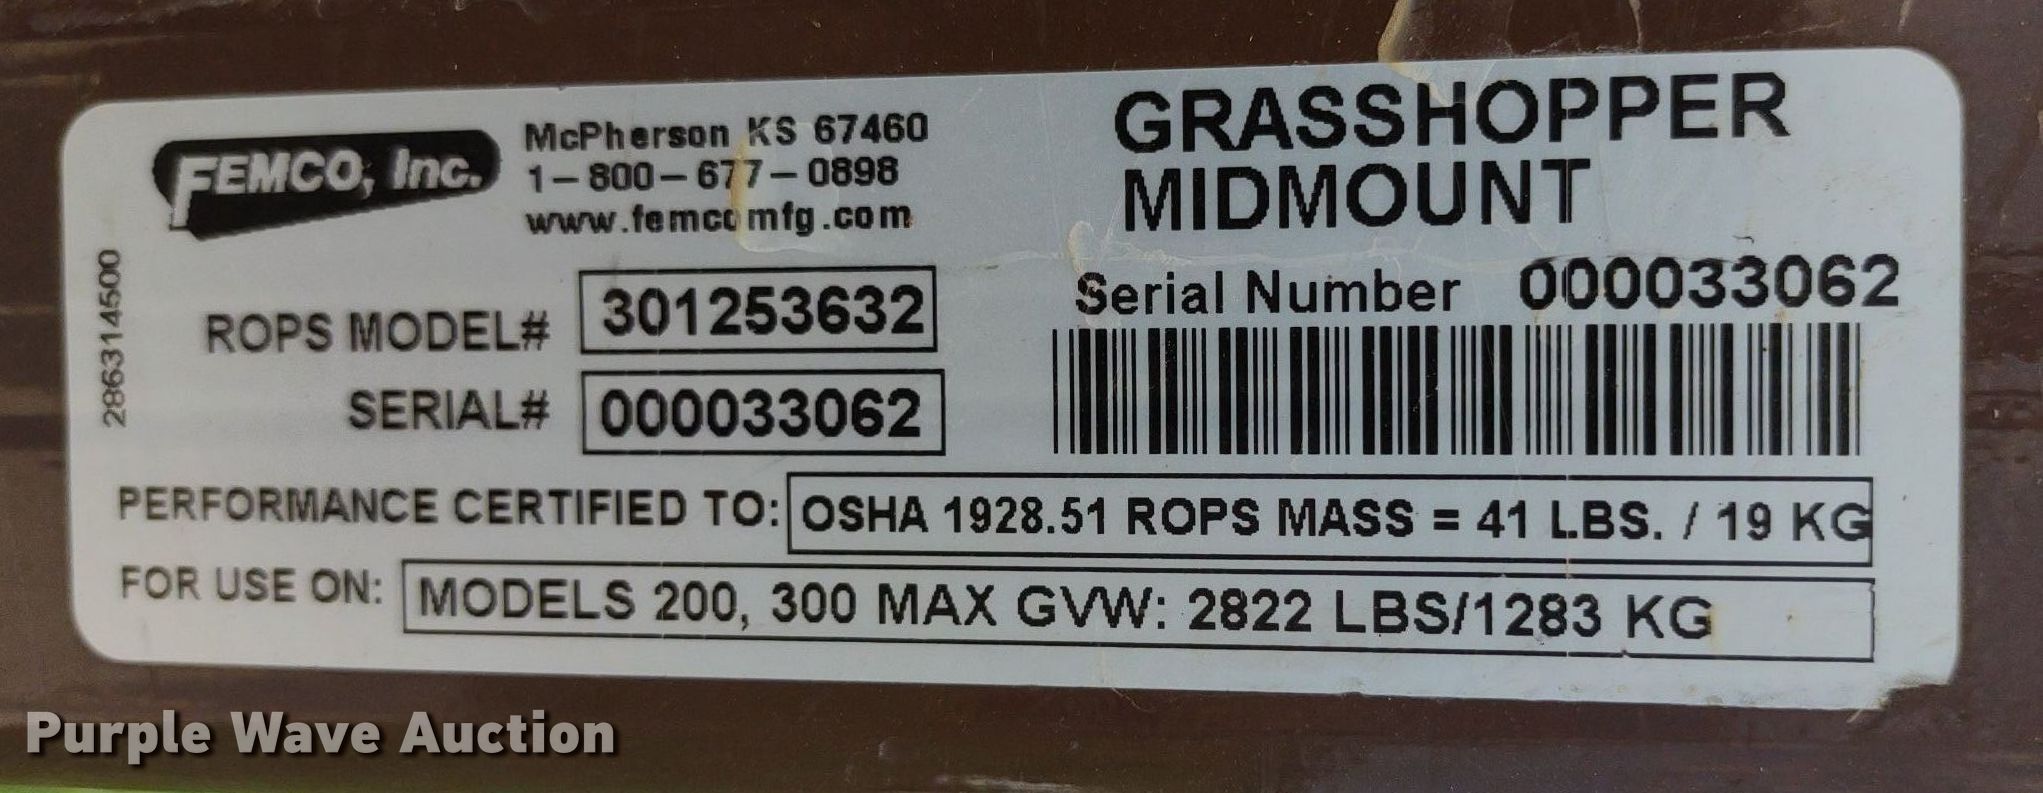 FEMCO, Inc.
McPherson KS 67460
1-800-677-0898
www.femcomfg.com
GRASSHOPPER
MIDMOUNT
2863145​00
ROPS MODEL# 301253632
SERIAL# 000033062
Serial Number 000033062
PERFORMANCE CERTIFIED TO: OSHA 1928.51 ROPS MASS = 41 LBS. / 19 KG
FOR USE ON: MODELS 200, 300 MAX GVW: 2822 LBS/1283 KG
Purple Wave Auction